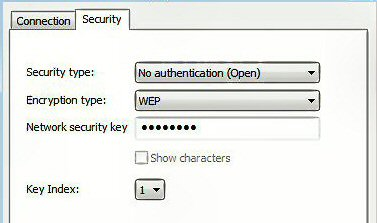 Connection Security
Security type: No authentication (Open)
Encryption type: WEP
Network security key ●●●●●●●●
Show characters
Key Index: 1